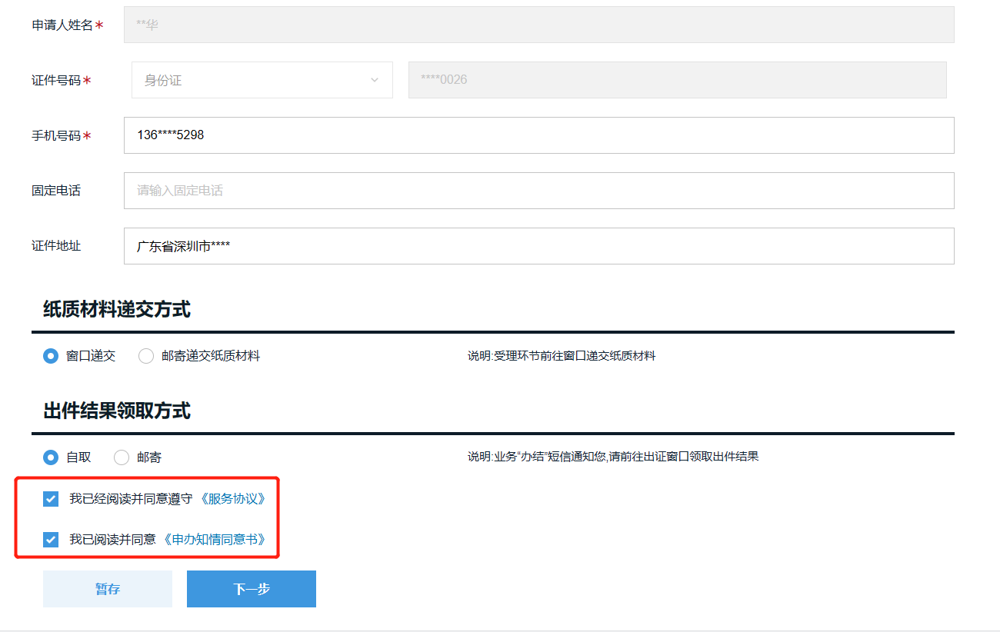 申请人姓名* **华
证件号码* 身份证 ****0026
手机号码* 136****5298
固定电话 请输入固定电话
证件地址 广东省深圳市****
纸质材料递交方式
窗口递交 邮寄递交纸质材料 说明:受理环节前往窗口递交纸质材料
出件结果领取方式
自取 邮寄 说明:业务“办结”短信通知您,请前往出证窗口领取出件结果
我已经阅读并同意遵守 《服务协议》
我已阅读并同意 《申办知情同意书》
暂存 下一步